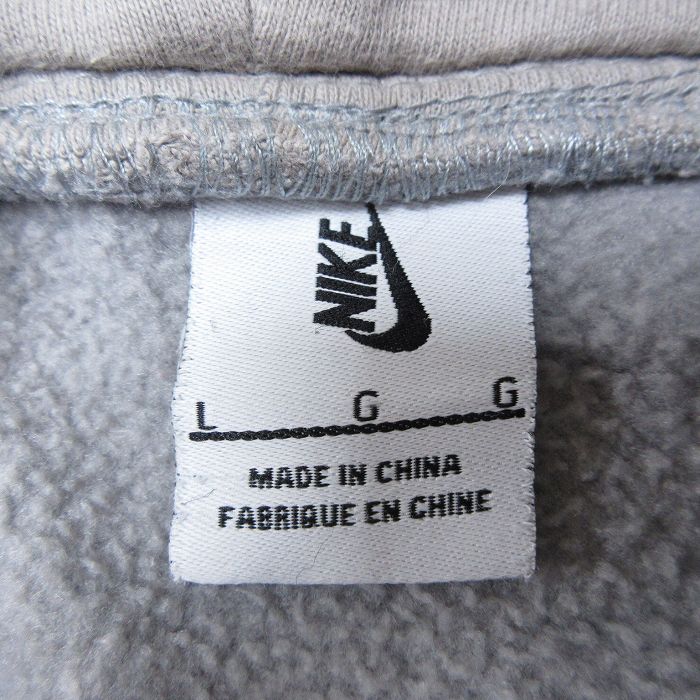 NIKE
L G G
MADE IN CHINA
FABRIQUE EN CHINE